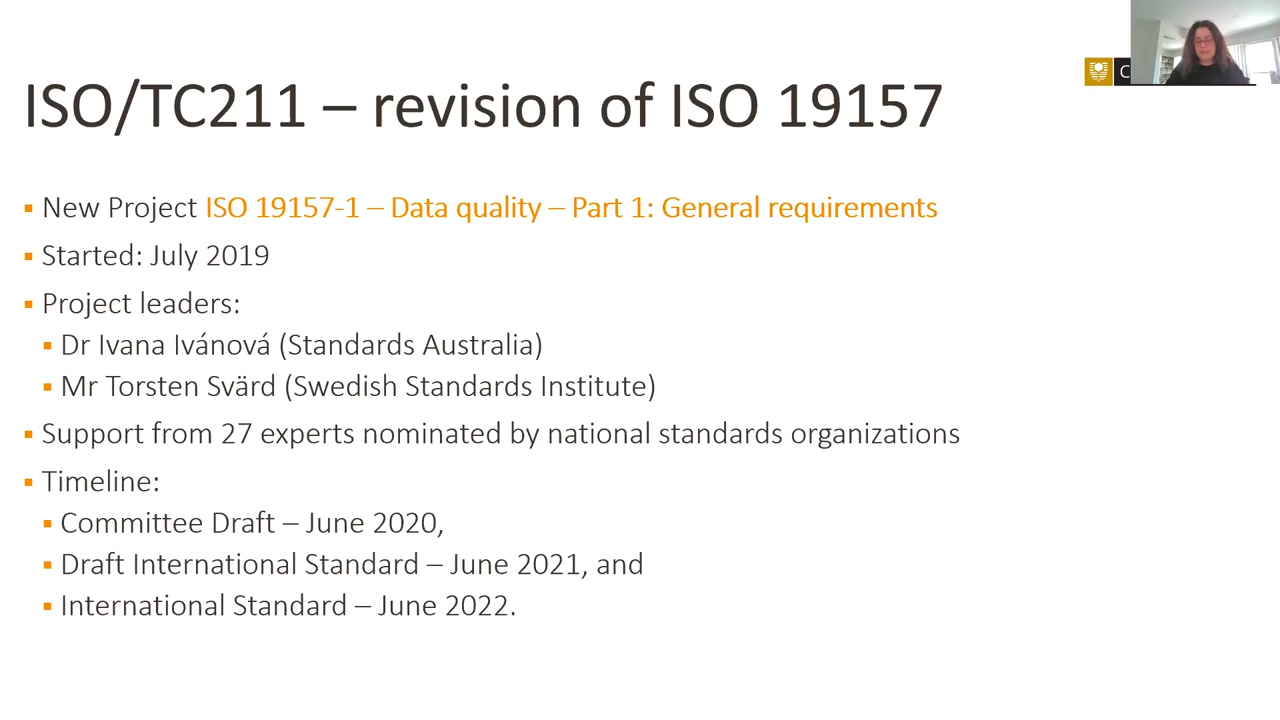 ISO/TC211 – revision of ISO 19157
New Project ISO 19157-1 – Data quality – Part 1: General requirements
Started: July 2019
Project leaders:
Dr Ivana Ivánová (Standards Australia)
Mr Torsten Svärd (Swedish Standards Institute)
Support from 27 experts nominated by national standards organizations
Timeline:
Committee Draft – June 2020,
Draft International Standard – June 2021, and
International Standard – June 2022.